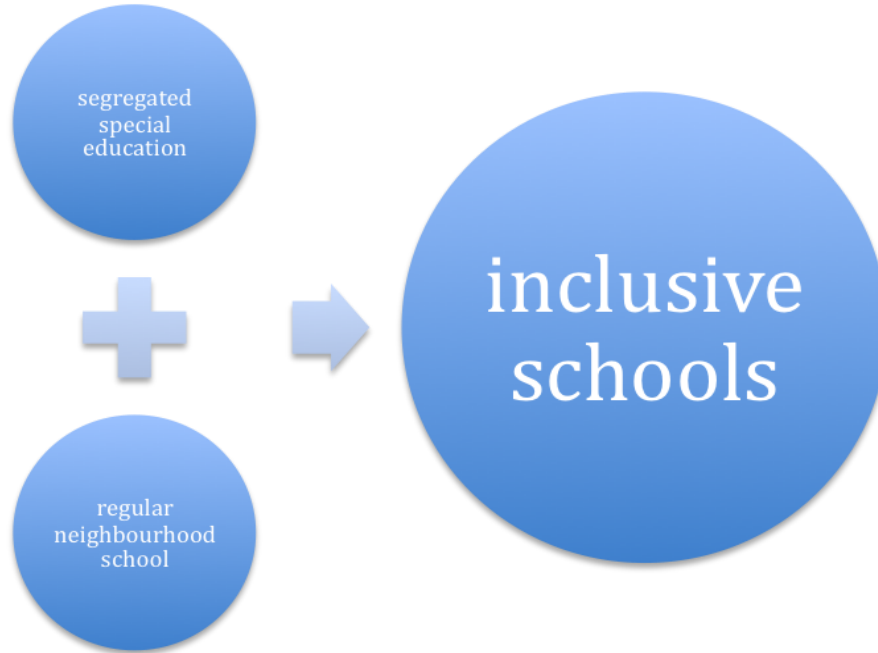 segregated
special
education
regular
neighbourhood
school
inclusive
schools